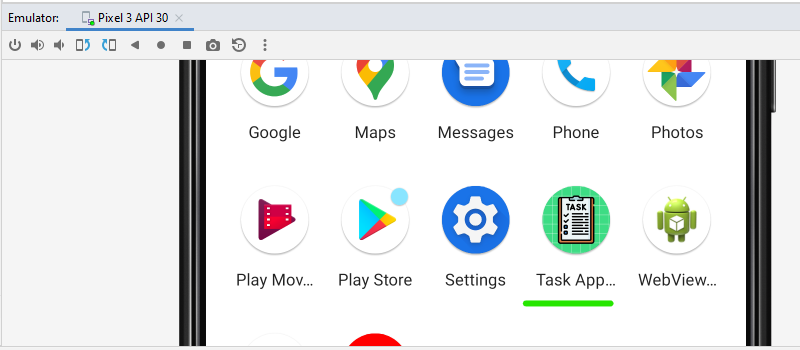 Emulator: Pixel 3 API 30
Google Maps Messages Phone Photos
TASK
Play Mov... Play Store Settings Task App... WebView...